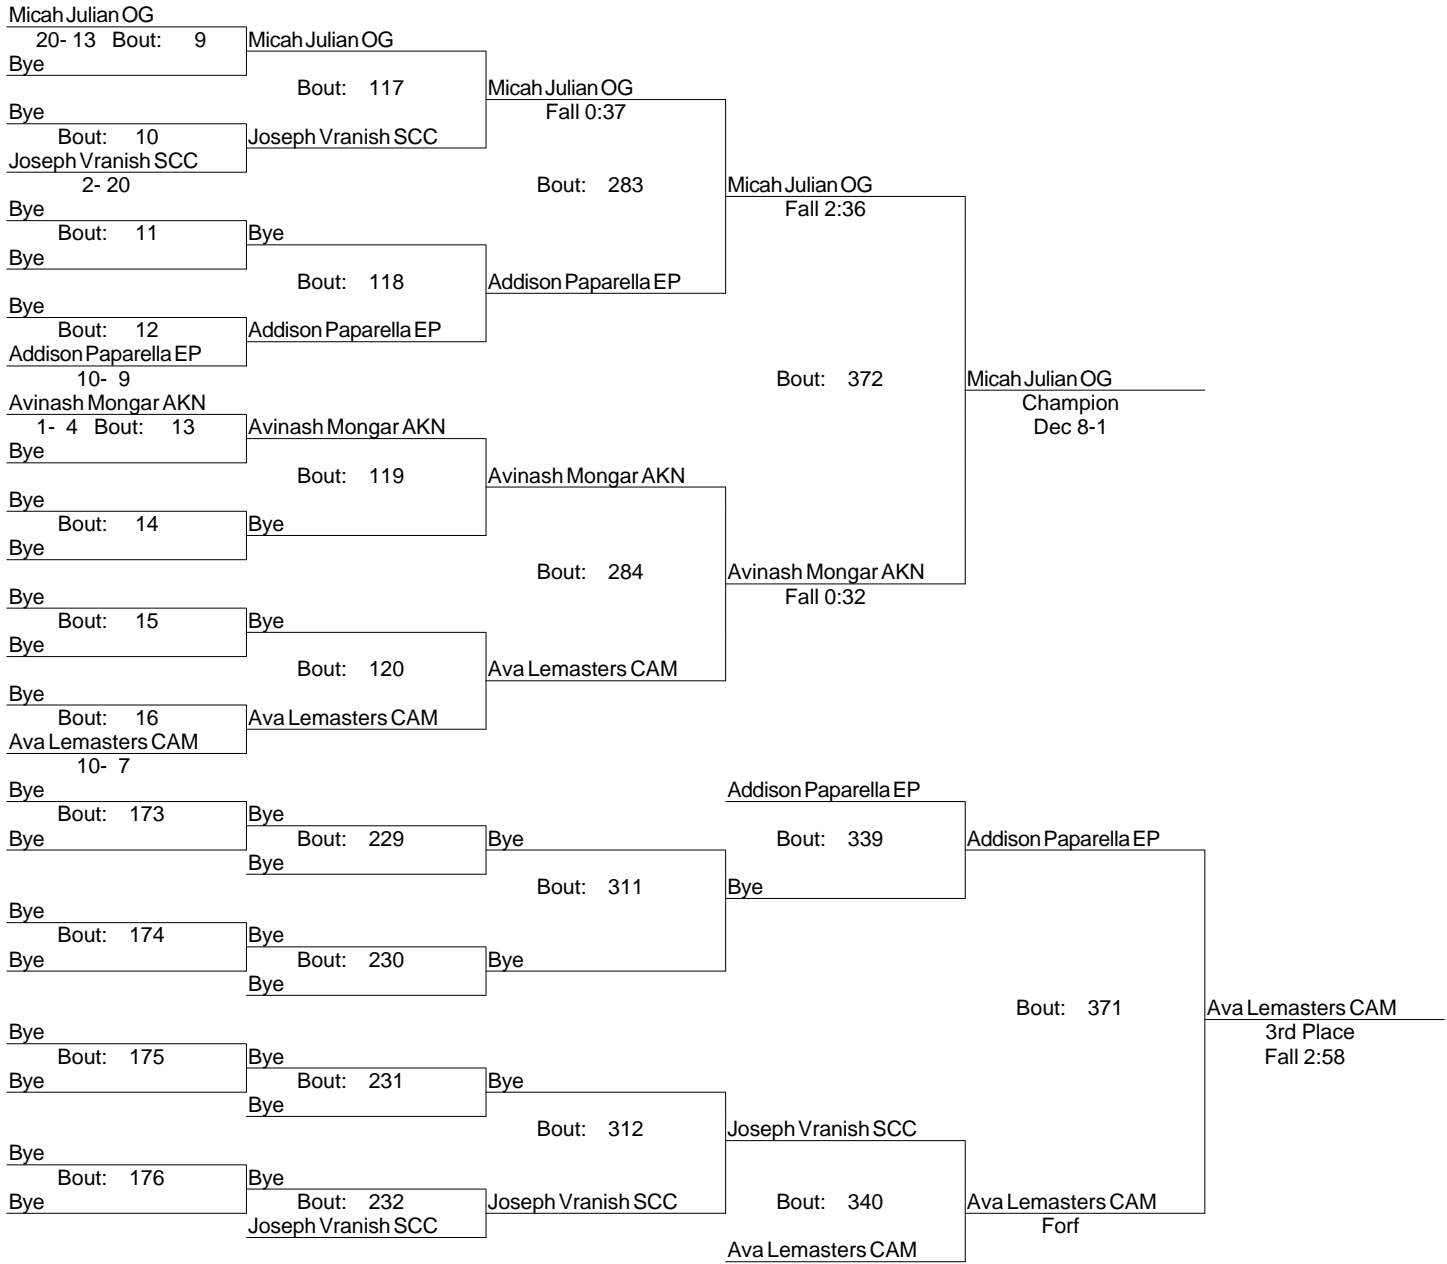 Micah Julian OG
20- 13 Bout: 9 Micah Julian OG
Bye
Bout: 117 Micah Julian OG
Bye Fall 0:37
Bout: 10 Joseph Vranish SCC
Joseph Vranish SCC
2- 20 Bout: 283 Micah Julian OG
Bye Fall 2:36
Bout: 11 Bye
Bye
Bout: 118 Addison Paparella EP
Bye
Bout: 12 Addison Paparella EP
Addison Paparella EP
10- 9 Bout: 372 Micah Julian OG
Avinash Mongar AKN Champion
1- 4 Bout: 13 Avinash Mongar AKN Dec 8-1
Bye
Bout: 119 Avinash Mongar AKN
Bye
Bout: 14 Bye
Bye
Bout: 284 Avinash Mongar AKN
Bye Fall 0:32
Bout: 15 Bye
Bye
Bout: 120 Ava Lemasters CAM
Bye
Bout: 16 Ava Lemasters CAM
Ava Lemasters CAM
10- 7
Bye Addison Paparella EP
Bout: 173 Bye
Bye Bout: 229 Bye Bout: 339 Addison Paparella EP
Bye
Bout: 311 Bye
Bye
Bout: 174 Bye
Bye Bout: 230 Bye
Bye
Bout: 371 Ava Lemasters CAM
Bye 3rd Place
Bout: 175 Bye Fall 2:58
Bye Bout: 231 Bye
Bye
Bout: 312 Joseph Vranish SCC
Bye
Bout: 176 Bye
Bye Bout: 232 Joseph Vranish SCC Bout: 340 Ava Lemasters CAM
Joseph Vranish SCC Forf
Ava Lemasters CAM